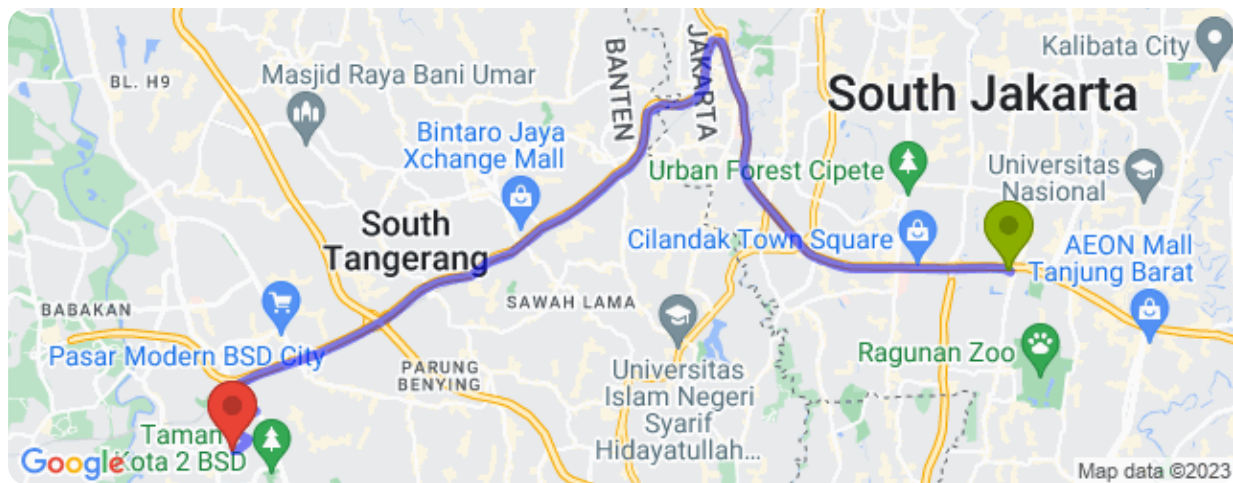 BL. H9
Masjid Raya Bani Umar
BANTEN
JAKARTA
Kalibata City
South Jakarta
Bintaro Jaya
Xchange Mall
Urban Forest Cipete
Universitas
Nasional
South
Tangerang
Cilandak Town Square
AEON Mall
Tanjung Barat
BABAKAN
SAWAH LAMA
Pasar Modern BSD City
PARUNG
BENYING
Ragunan Zoo
Universitas
Islam Negeri
Syarif
Hidayatullah...
Taman
Kota 2 BSD
Google
Map data ©2023